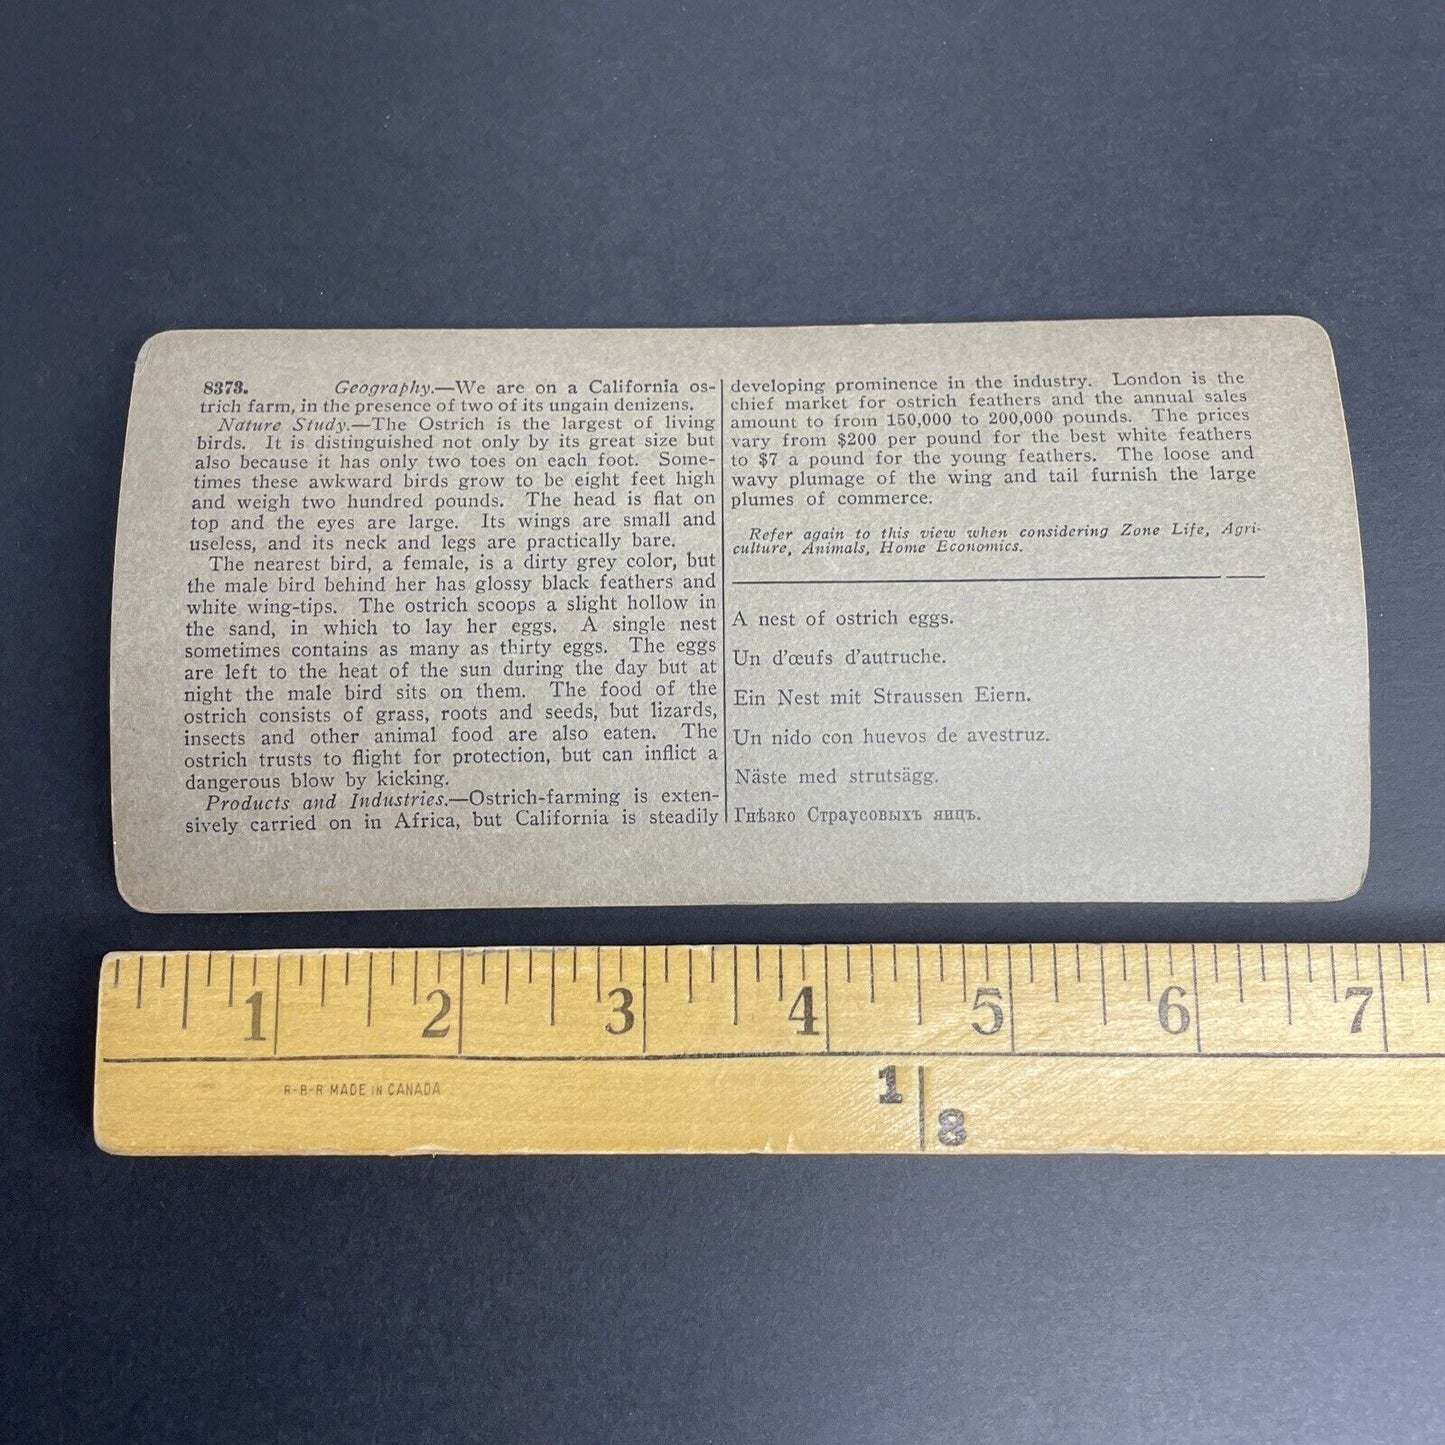 8373. Geography.—We are on a California os-
trich farm, in the presence of two of its ungain denizens.
Nature Study.—The Ostrich is the largest of living
birds. It is distinguished not only by its great size but
also because it has only two toes on each foot. Some-
times these awkward birds grow to be eight feet high
and weigh two hundred pounds. The head is flat on
top and the eyes are large. Its wings are small and
useless, and its neck and legs are practically bare.
The nearest bird, a female, is a dirty grey color, but
the male bird behind her has glossy black feathers and
white wing-tips. The ostrich scoops a slight hollow in
the sand, in which to lay her eggs. A single nest
sometimes contains as many as thirty eggs. The eggs
are left to the heat of the sun during the day but at
night the male bird sits on them. The food of the
ostrich consists of grass, roots and seeds, but lizards,
insects and other animal food are also eaten. The
ostrich trusts to flight for protection, but can inflict a
dangerous blow by kicking.
Products and Industries.—Ostrich-farming is exten-
sively carried on in Africa, but California is steadily
developing prominence in the industry. London is the
chief market for ostrich feathers and the annual sales
amount to from 150,000 to 200,000 pounds. The prices
vary from $200 per pound for the best white feathers
to $7 a pound for the young feathers. The loose and
wavy plumage of the wing and tail furnish the large
plumes of commerce.
Refer again to this view when considering Zone Life, Agri-
culture, Animals, Home Economics.
A nest of ostrich eggs.
Un d'œufs d'autruche.
Ein Nest mit Straussen Eiern.
Un nido con huevos de avestruz.
Näste med strutsägg.
Гнѣзко Страусовыхъ яицъ.
1 2 3 4 5 6 7
R-B-R MADE IN CANADA
1
8